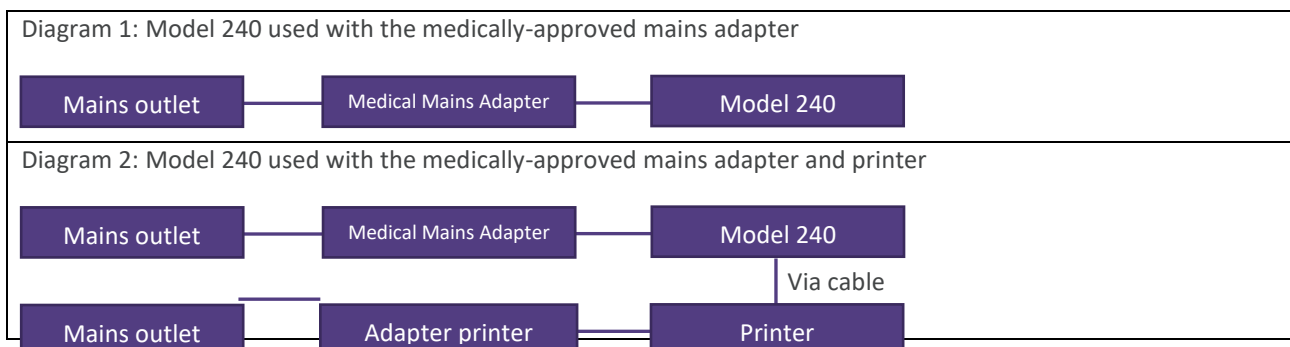 Diagram 1: Model 240 used with the medically-approved mains adapter
Mains outlet Medical Mains Adapter Model 240
Diagram 2: Model 240 used with the medically-approved mains adapter and printer
Mains outlet Medical Mains Adapter Model 240
Via cable
Mains outlet Adapter printer Printer